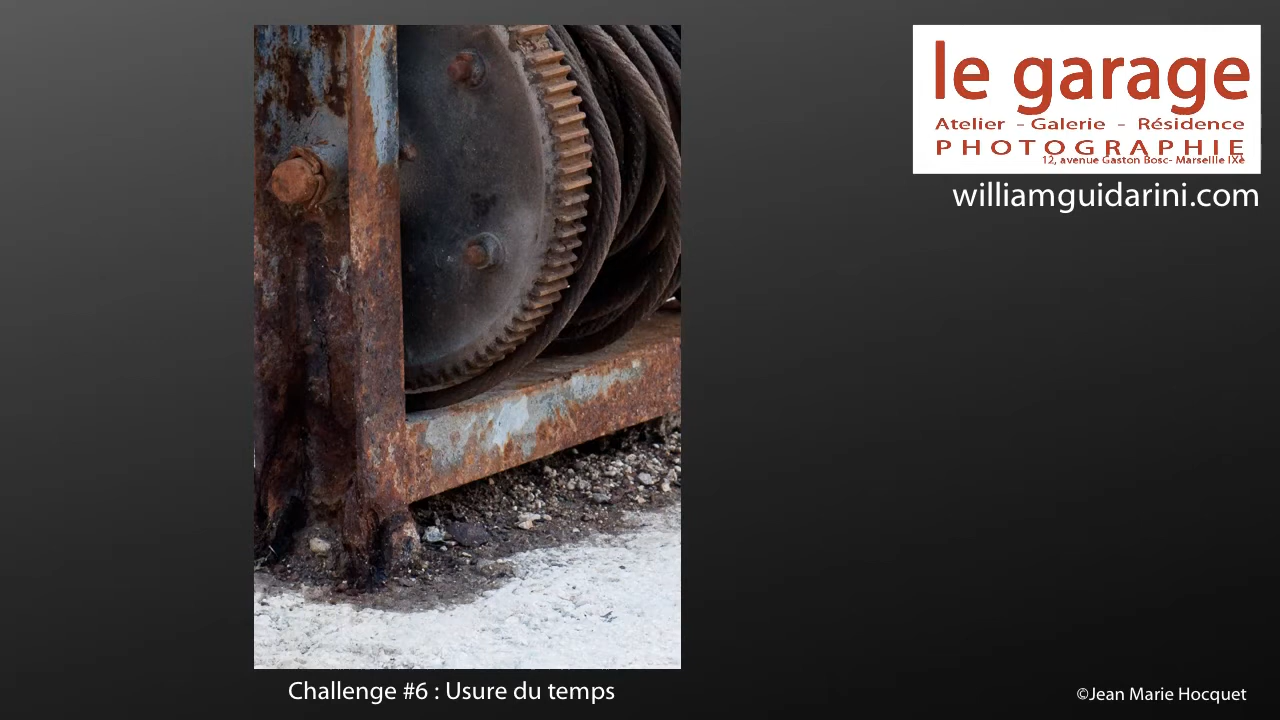 le garage
Atelier - Galerie - Résidence
PHOTOGRAPHIE
12, avenue Gaston Bosc- Marseille IXè
williamguidarini.com
Challenge #6 : Usure du temps
©Jean Marie Hocquet